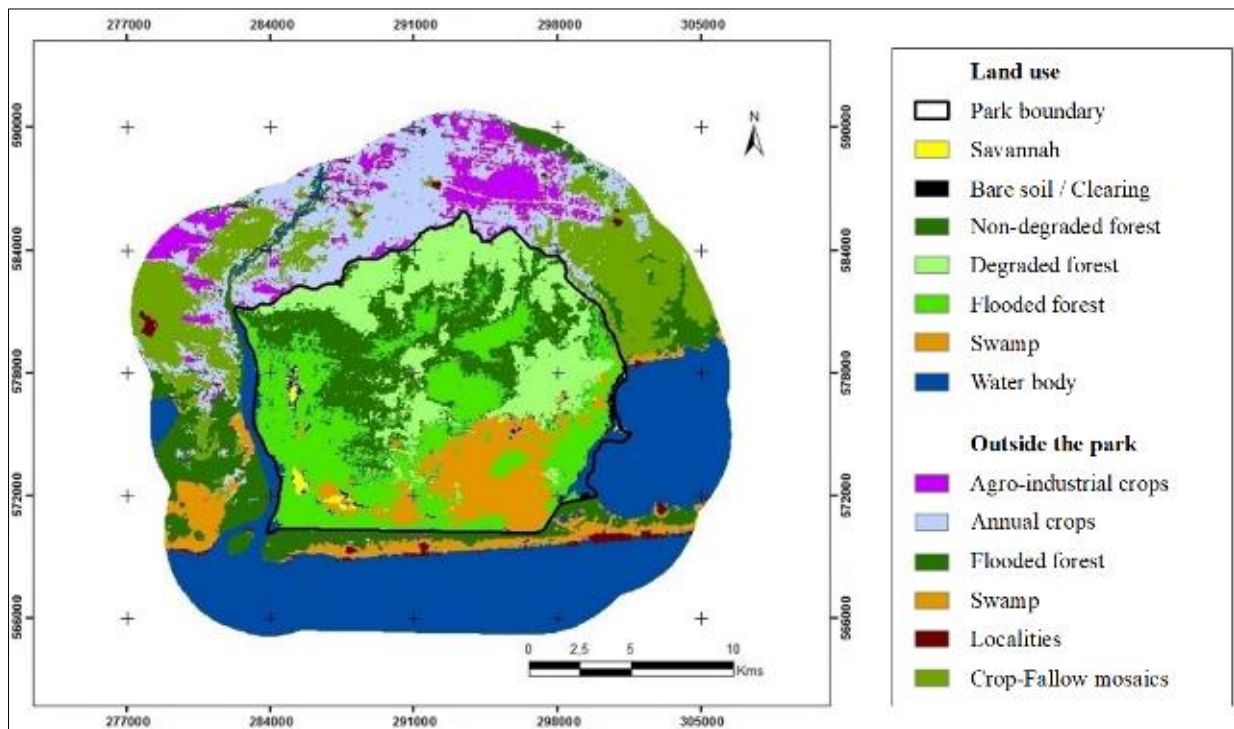 277000 284000 291000 298000 305000
690000 690000
584000 584000
578000 578000
572000 572000
566000 566000
N
0 2,5 5 10
Kms
277000 284000 291000 298000 305000
Land use
Park boundary
Savannah
Bare soil / Clearing
Non-degraded forest
Degraded forest
Flooded forest
Swamp
Water body
Outside the park
Agro-industrial crops
Annual crops
Flooded forest
Swamp
Localities
Crop-Fallow mosaics